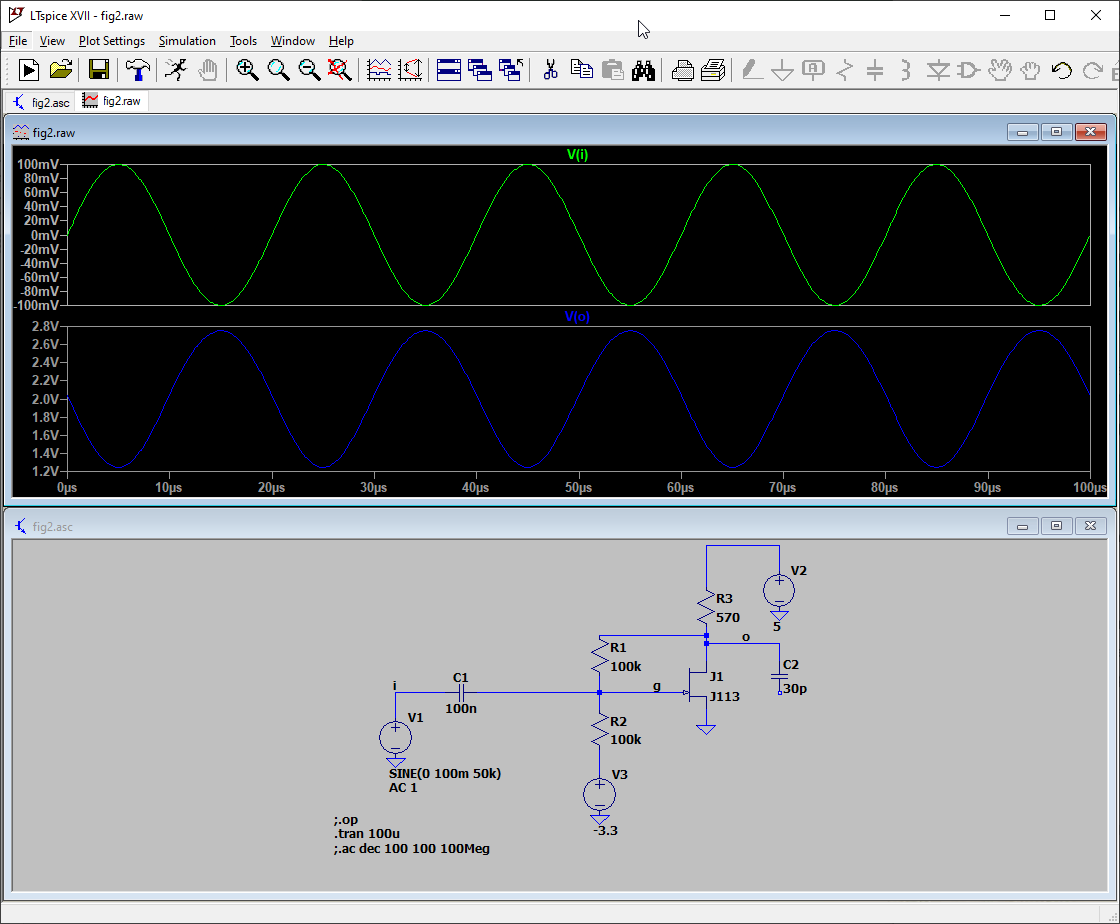 LTspice XVII - fig2.raw
File View Plot Settings Simulation Tools Window Help
fig2.asc fig2.raw
fig2.raw
V(i)
100mV
80mV
60mV
40mV
20mV
0mV
-20mV
-40mV
-60mV
-80mV
-100mV
V(o)
2.8V
2.6V
2.4V
2.2V
2.0V
1.8V
1.6V
1.4V
1.2V
0µs 10µs 20µs 30µs 40µs 50µs 60µs 70µs 80µs 90µs 100µs
fig2.asc
V2
5
R3
570
o
R1
100k
C2
30p
i
C1
100n
g
J1
J113
V1
R2
100k
SINE(0 100m 50k)
AC 1
V3
-3.3
;.op
.tran 100u
;.ac dec 100 100 100Meg